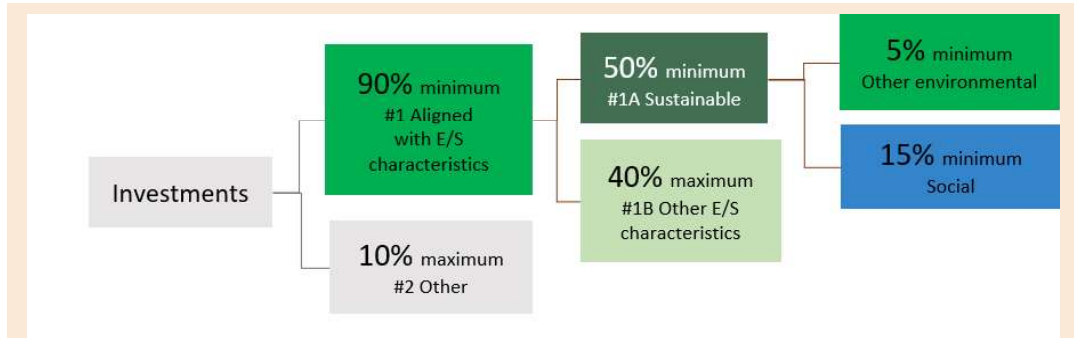 Investments
90% minimum
#1 Aligned
with E/S
characteristics
10% maximum
#2 Other
50% minimum
#1A Sustainable
40% maximum
#1B Other E/S
characteristics
5% minimum
Other environmental
15% minimum
Social